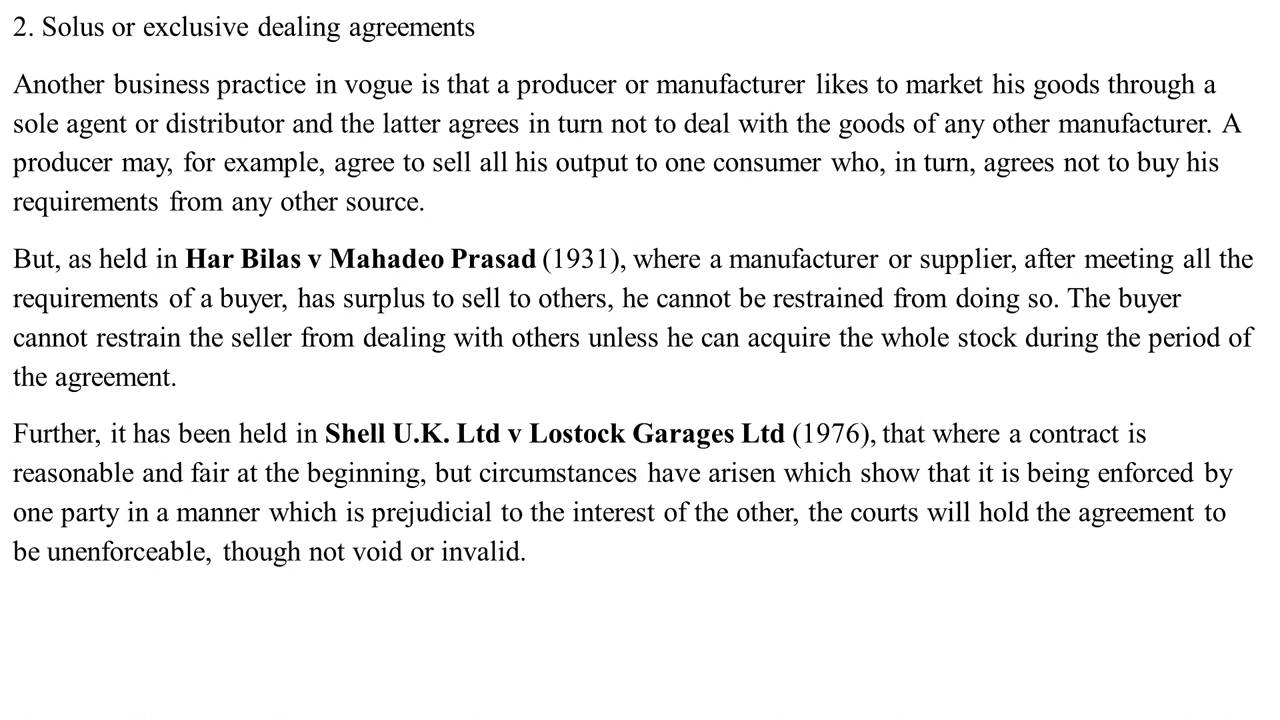 2. Solus or exclusive dealing agreements
Another business practice in vogue is that a producer or manufacturer likes to market his goods through a
sole agent or distributor and the latter agrees in turn not to deal with the goods of any other manufacturer. A
producer may, for example, agree to sell all his output to one consumer who, in turn, agrees not to buy his
requirements from any other source.
But, as held in Har Bilas v Mahadeo Prasad (1931), where a manufacturer or supplier, after meeting all the
requirements of a buyer, has surplus to sell to others, he cannot be restrained from doing so. The buyer
cannot restrain the seller from dealing with others unless he can acquire the whole stock during the period of
the agreement.
Further, it has been held in Shell U.K. Ltd v Lostock Garages Ltd (1976), that where a contract is
reasonable and fair at the beginning, but circumstances have arisen which show that it is being enforced by
one party in a manner which is prejudicial to the interest of the other, the courts will hold the agreement to
be unenforceable, though not void or invalid.